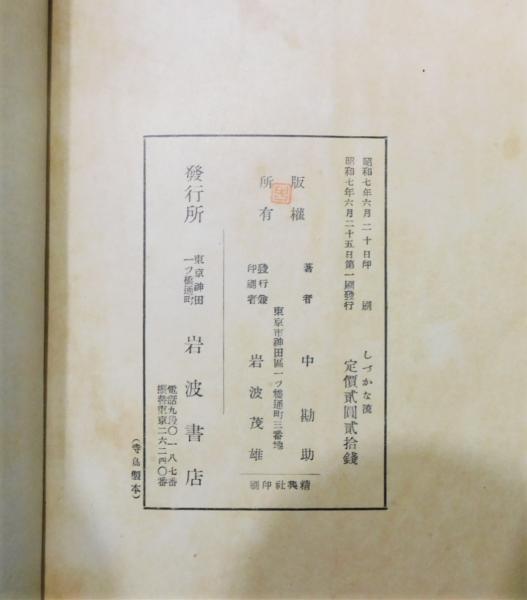 昭和七年六月二十日印刷
昭和七年六月二十五日第一刷發行
しづかな流
定價貳圓貳拾錢
版權
所有
著者 中勘助
東京市神田區一ツ橋通町三番地
發行兼
印刷者
岩波茂雄
精興社印刷
發行所
東京神田
一ツ橋通町
岩波書店
電話九段〇一八七番
振替東京二六二四〇番
(寺島製本)